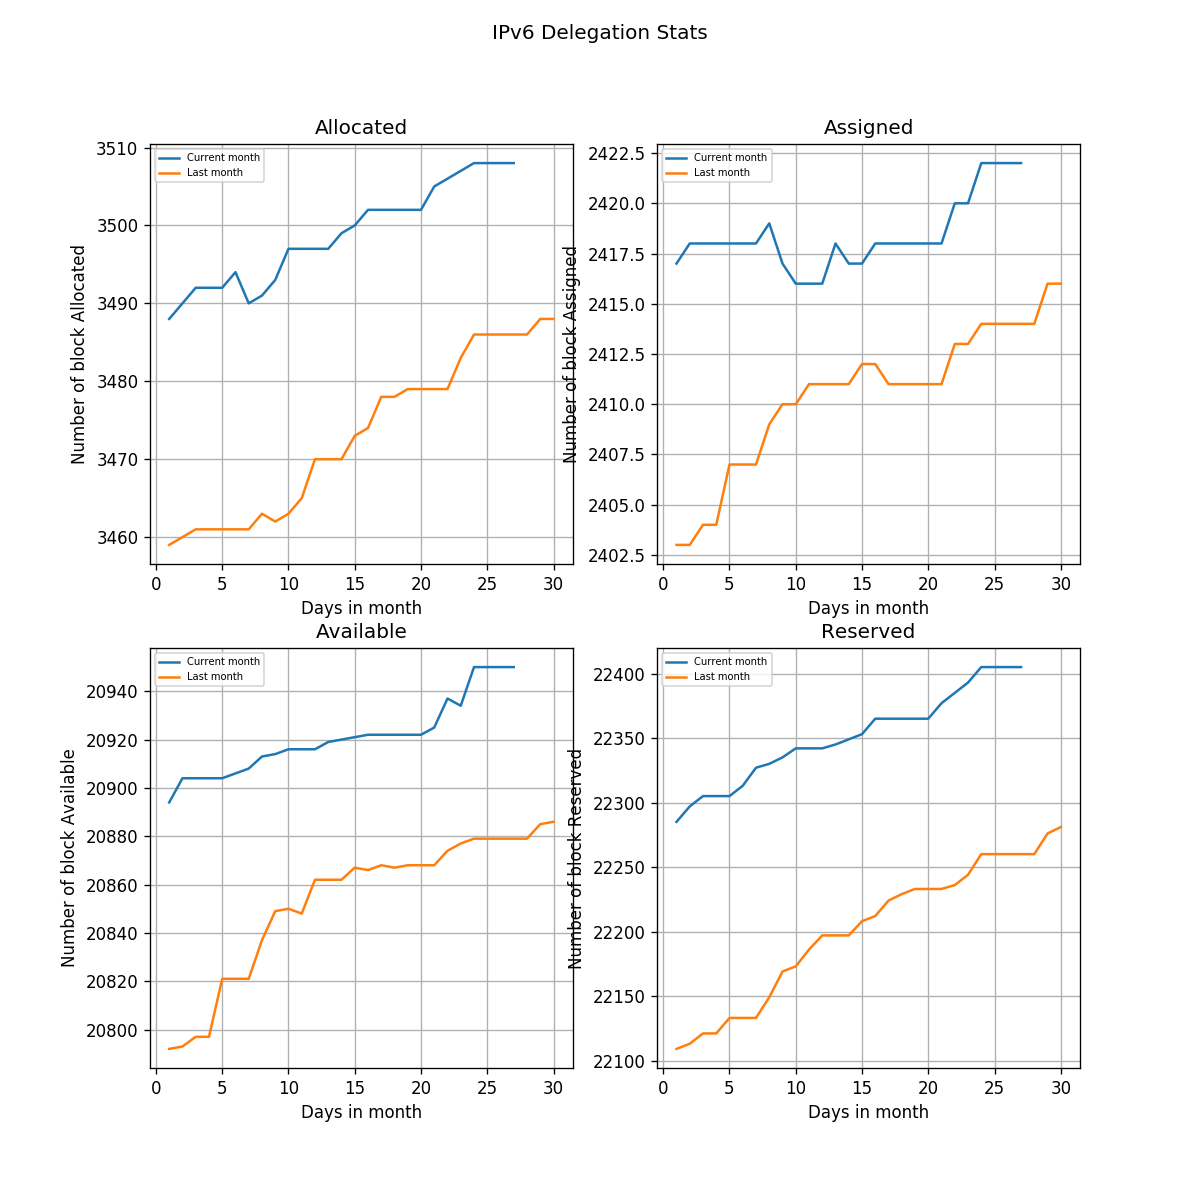 IPv6 Delegation Stats
Allocated
Number of block Allocated
3510
3500
3490
3480
3470
3460
Current month
Last month
0 5 10 15 20 25 30
Days in month
Assigned
Number of block Assigned
2422.5
2420.0
2417.5
2415.0
2412.5
2410.0
2407.5
2405.0
2402.5
Current month
Last month
0 5 10 15 20 25 30
Days in month
Available
Number of block Available
20940
20920
20900
20880
20860
20840
20820
20800
Current month
Last month
0 5 10 15 20 25 30
Days in month
Reserved
Number of block Reserved
22400
22350
22300
22250
22200
22150
22100
Current month
Last month
0 5 10 15 20 25 30
Days in month